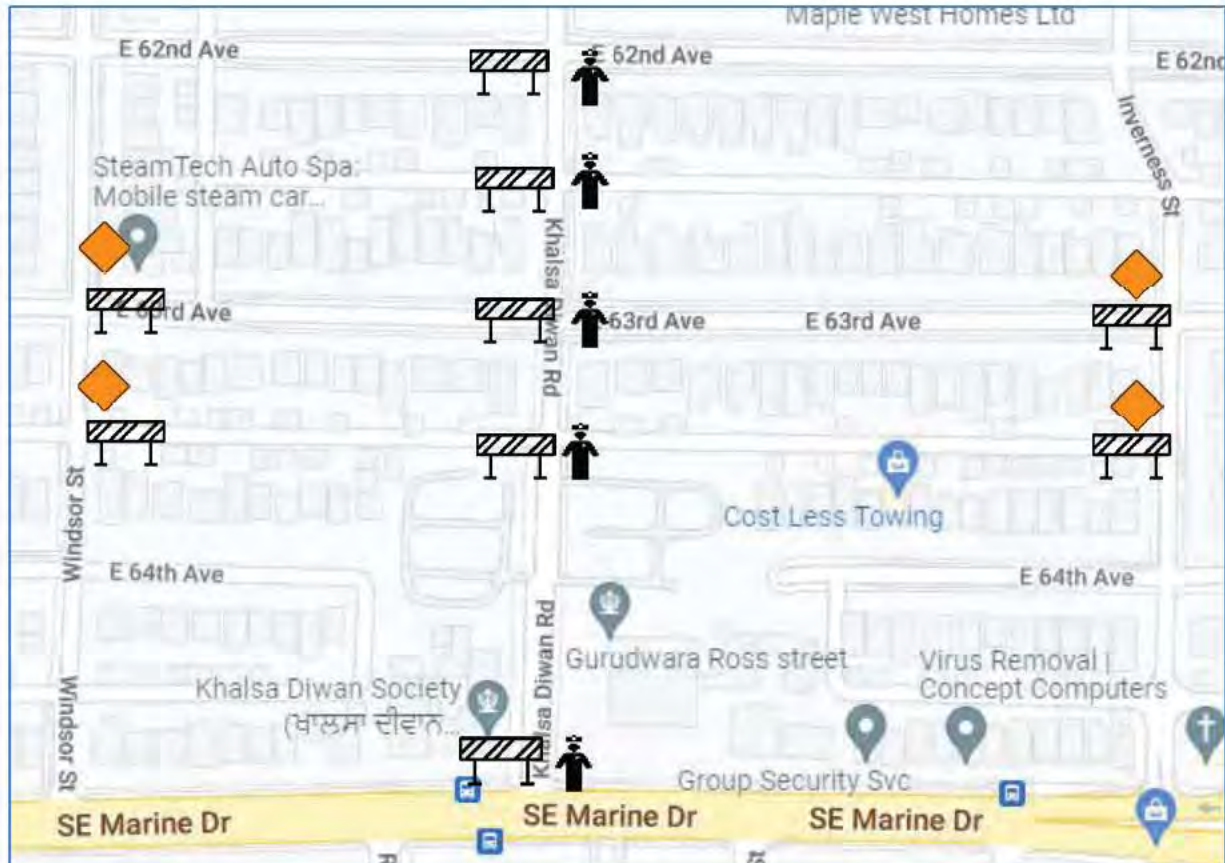 Maple West Homes Ltd
E 62nd Ave
E 62nd Ave
E 62nd
Inverness St
SteamTech Auto Spa:
Mobile steam car...
Khalsa Diwan Rd
63rd Ave
63rd Ave
E 63rd Ave
Windsor St
Cost Less Towing
E 64th Ave
E 64th Ave
Khalsa Diwan Rd
Gurudwara Ross street
Virus Removal |
Concept Computers
Khalsa Diwan Society
(ਖਾਲਸਾ ਦੀਵਾਨ...
Windsor St
Group Security Svc
SE Marine Dr
SE Marine Dr
SE Marine Dr